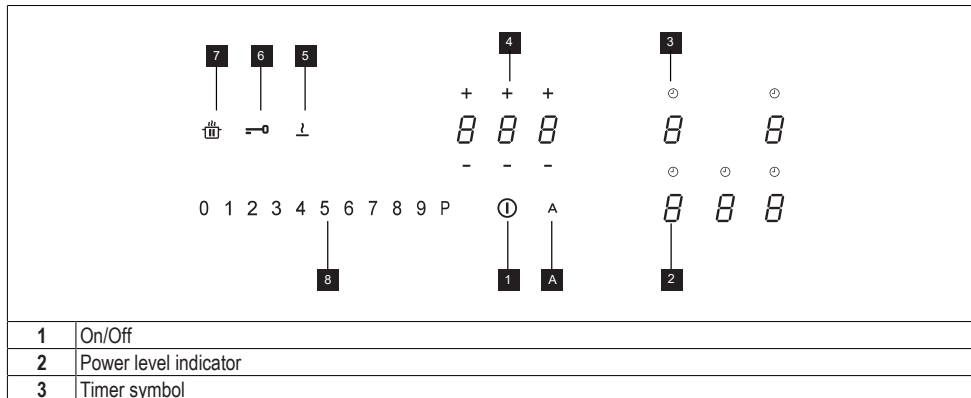 7 6 5 4 3
+ + +
8 8 8 8 8
- - -
0 1 2 3 4 5 6 7 8 9 P A
8 8 8
8 1 A 2
1 On/Off
2 Power level indicator
3 Timer symbol